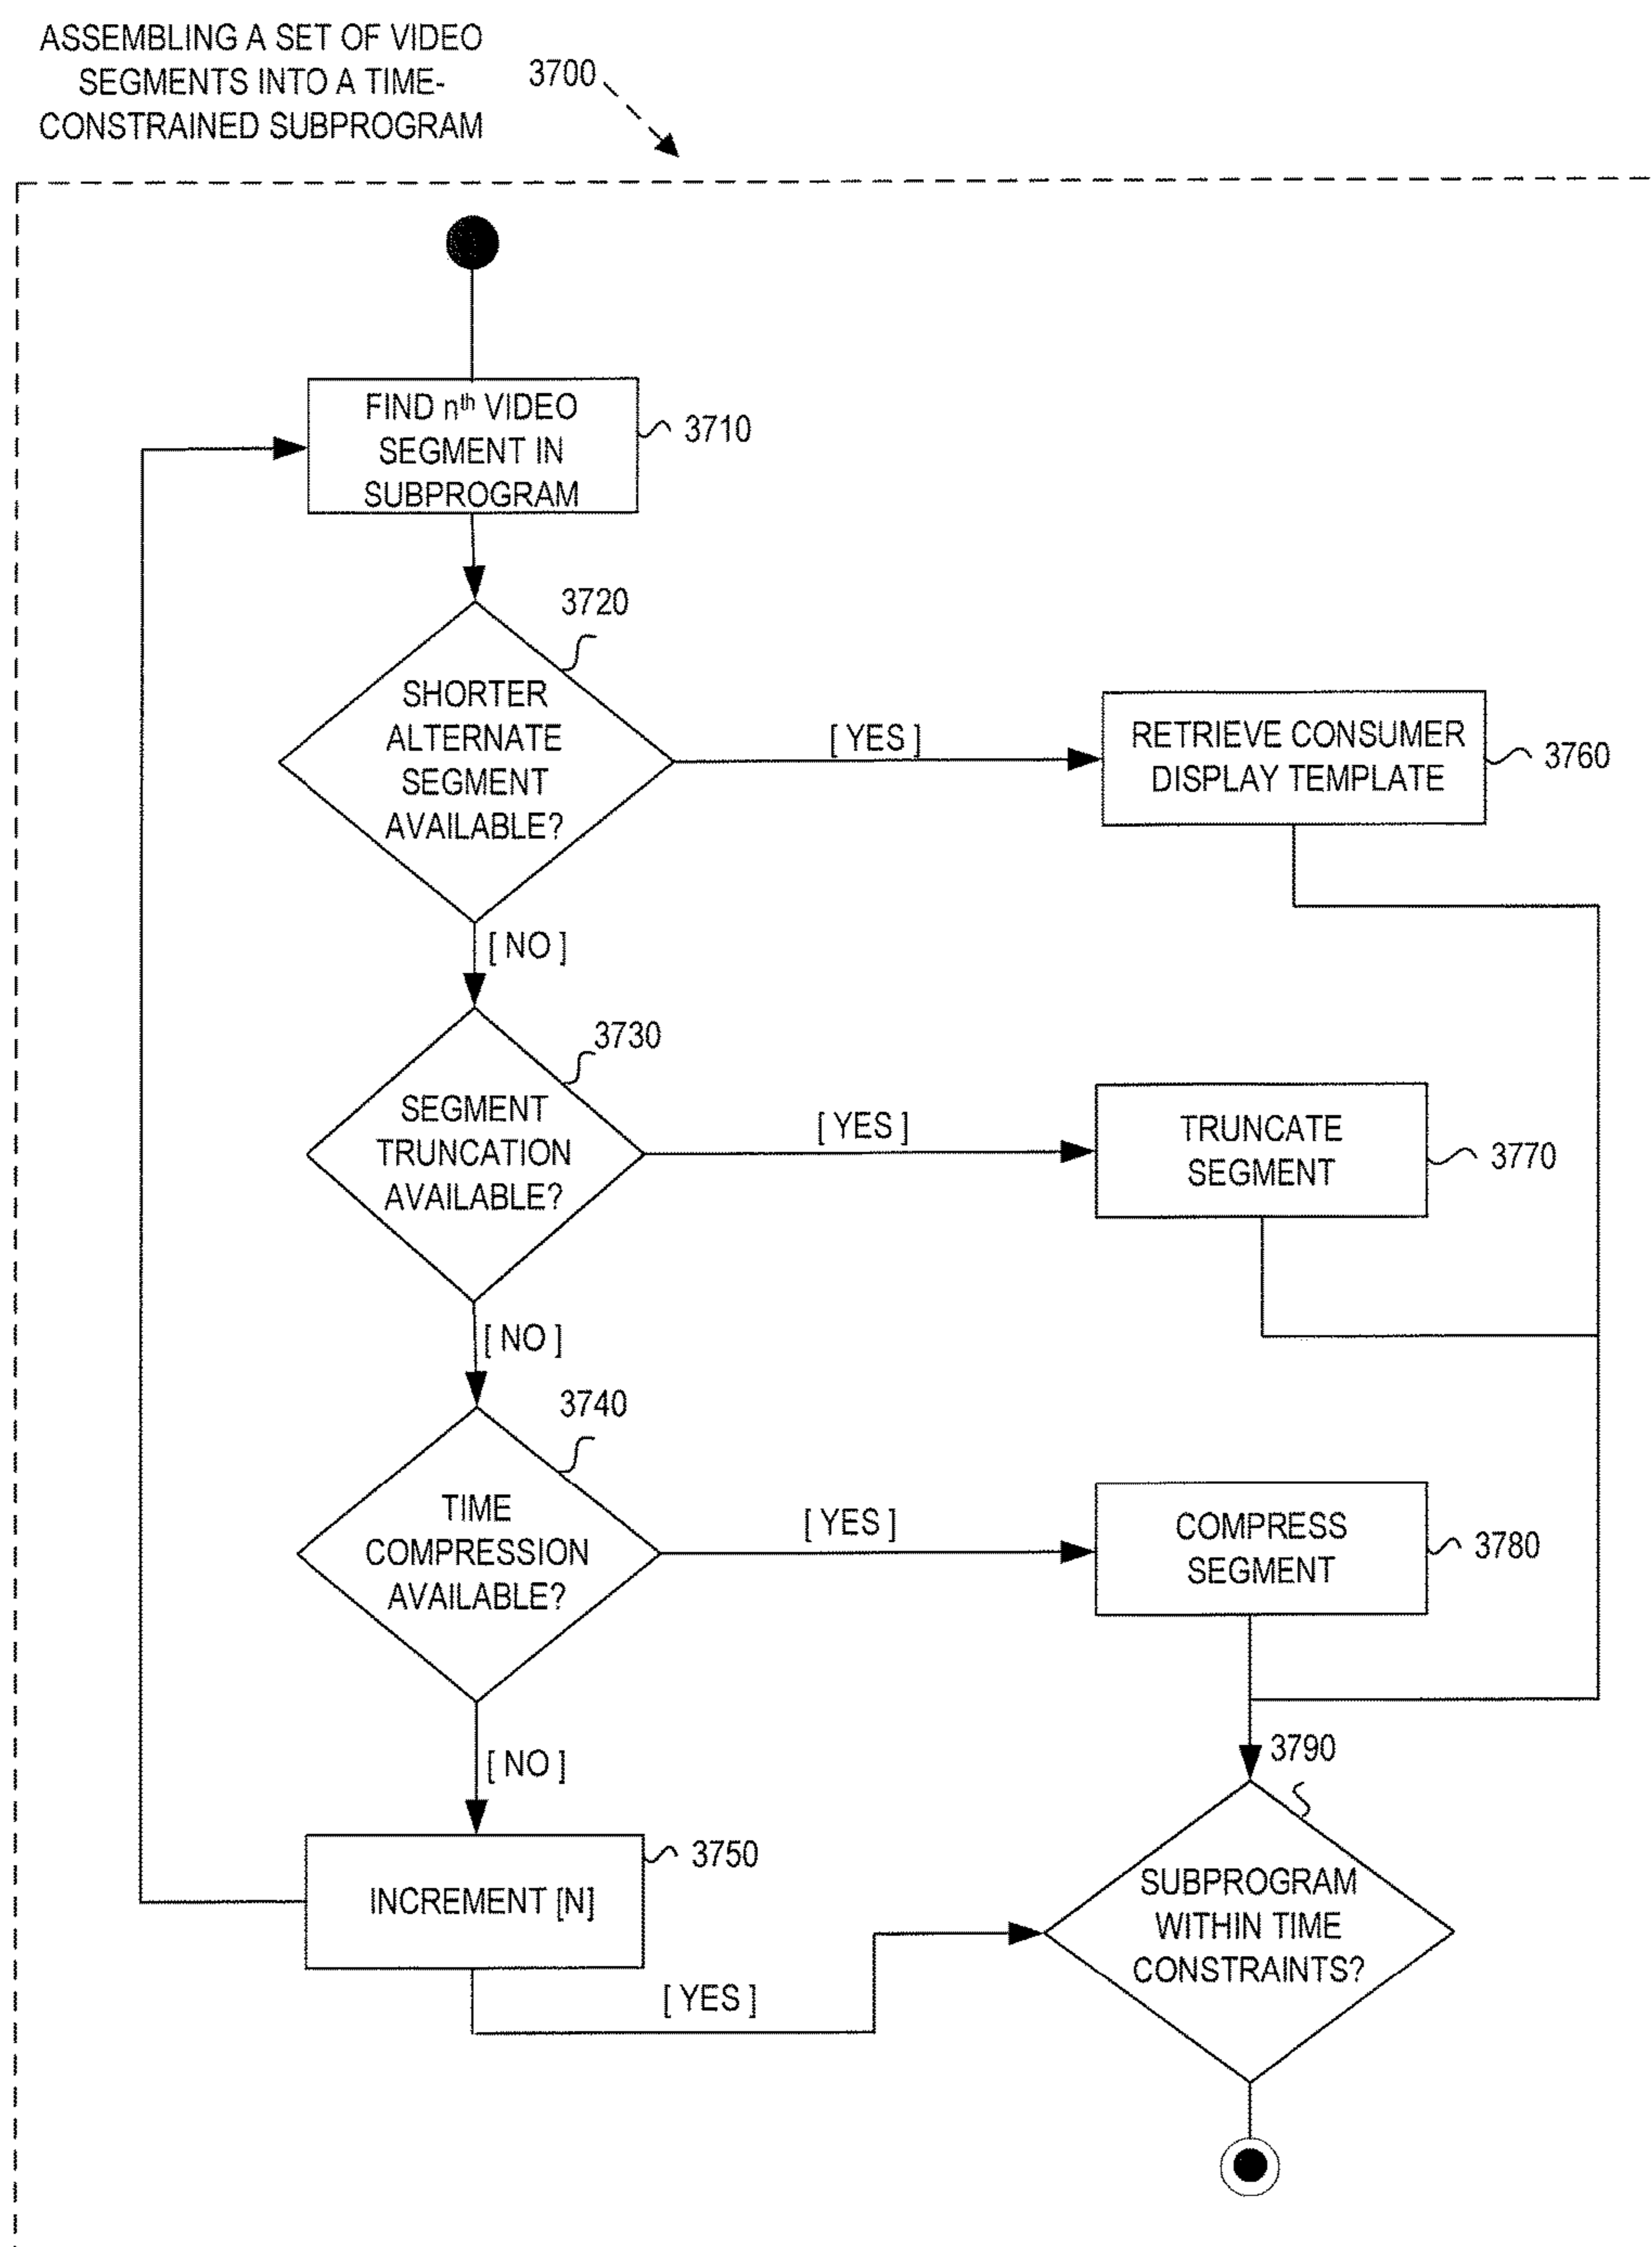 ASSEMBLING A SET OF VIDEO
SEGMENTS INTO A TIME-
CONSTRAINED SUBPROGRAM
3700
FIND nth VIDEO
SEGMENT IN
SUBPROGRAM
3710
3720
SHORTER
ALTERNATE
SEGMENT
AVAILABLE?
[ YES ]
RETRIEVE CONSUMER
DISPLAY TEMPLATE
3760
[ NO ]
3730
SEGMENT
TRUNCATION
AVAILABLE?
[ YES ]
TRUNCATE
SEGMENT
3770
[ NO ]
3740
TIME
COMPRESSION
AVAILABLE?
[ YES ]
COMPRESS
SEGMENT
3780
[ NO ]
3790
3750
INCREMENT [N]
SUBPROGRAM
WITHIN TIME
CONSTRAINTS?
[ YES ]